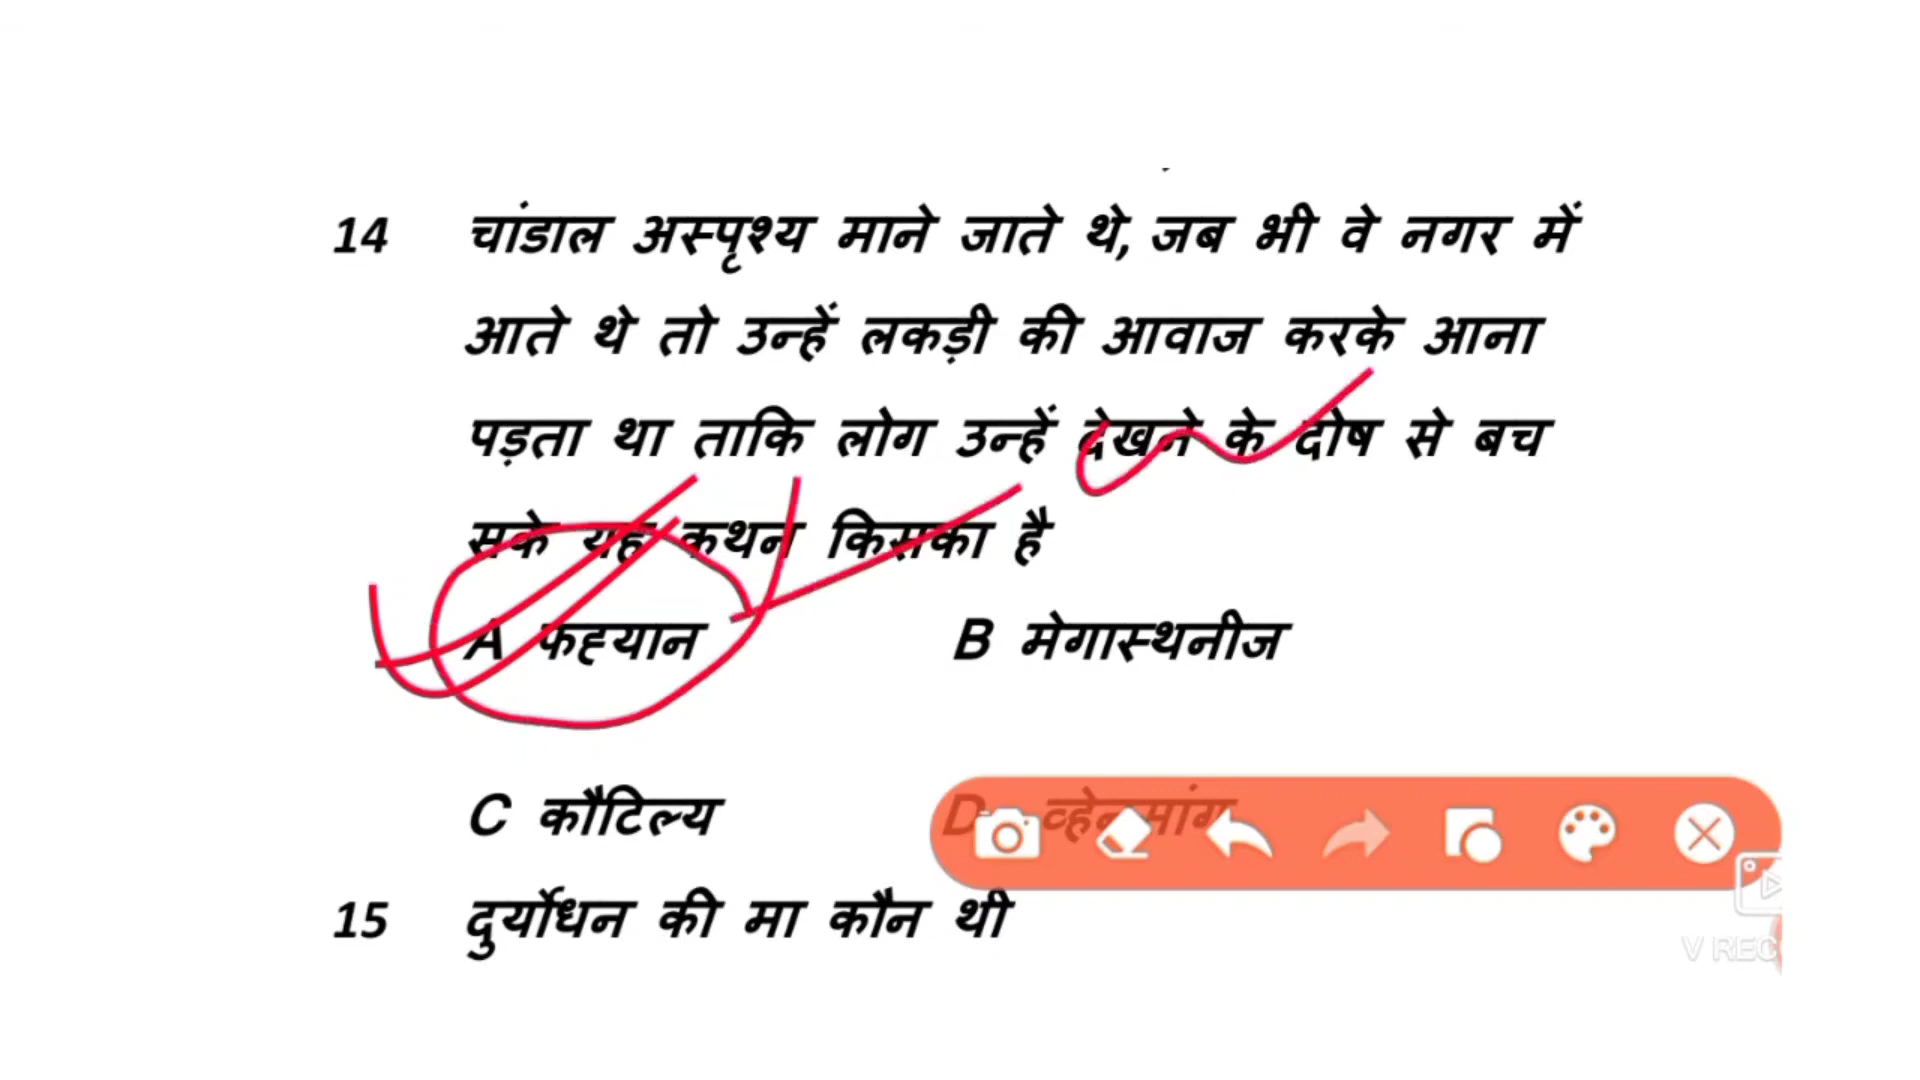 14 चांडाल अस्पृश्य माने जाते थे, जब भी वे नगर में
आते थे तो उन्हें लकड़ी की आवाज करके आना
पड़ता था ताकि लोग उन्हें देखने के दोष से बच
सके यह कथन किसका है
A फह्यान B मेगास्थनीज
C कौटिल्य D
15 दुर्योधन की मा कौन थी
V REC